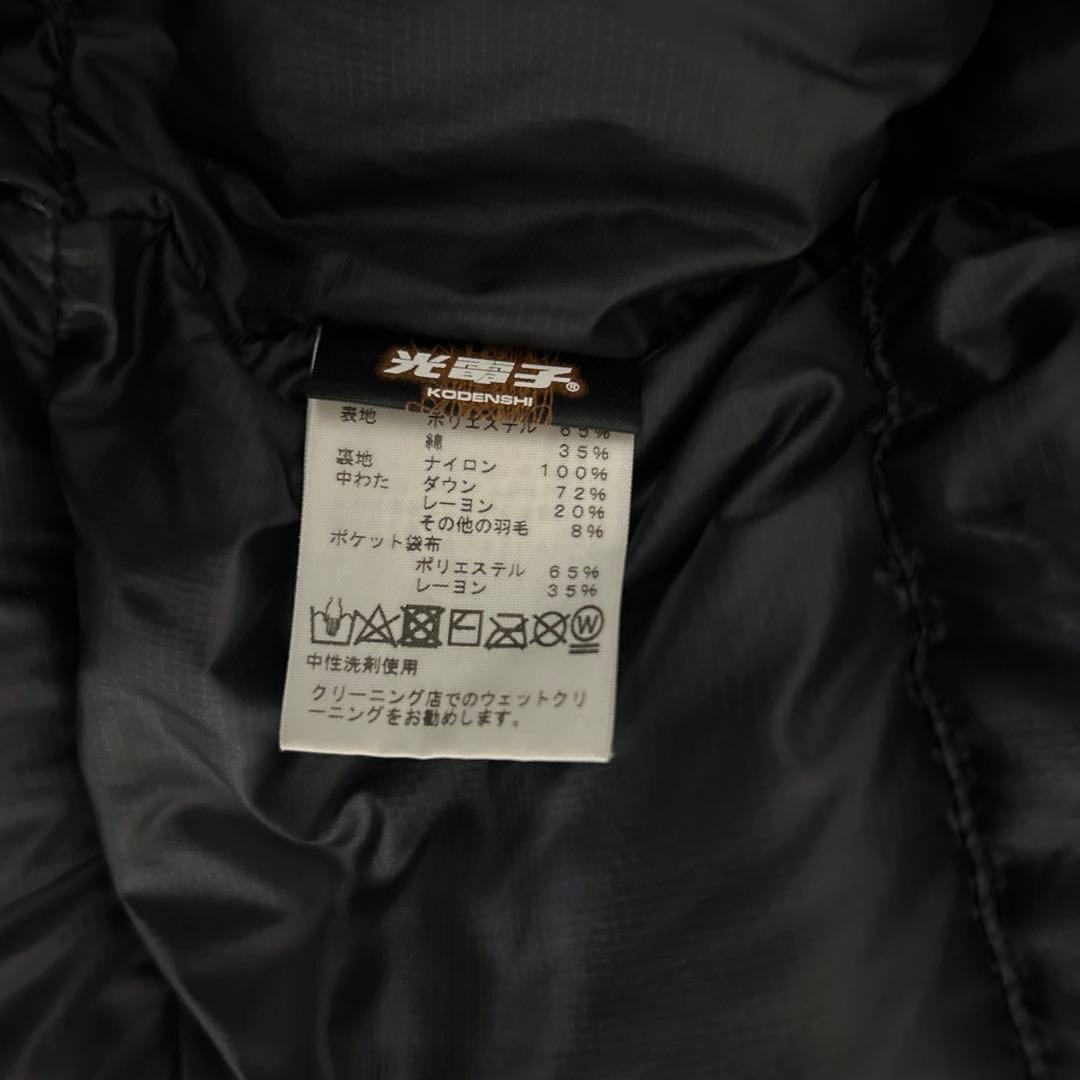 光電子®
KODENSHI
表地 ポリエステル 65%
綿 35%
裏地 ナイロン 100%
中わた ダウン 72%
レーヨン 20%
その他の羽毛 8%
ポケット袋布
ポリエステル 65%
レーヨン 35%
W
中性洗剤使用
クリーニング店でのウェットクリ
ーニングをお勧めします。